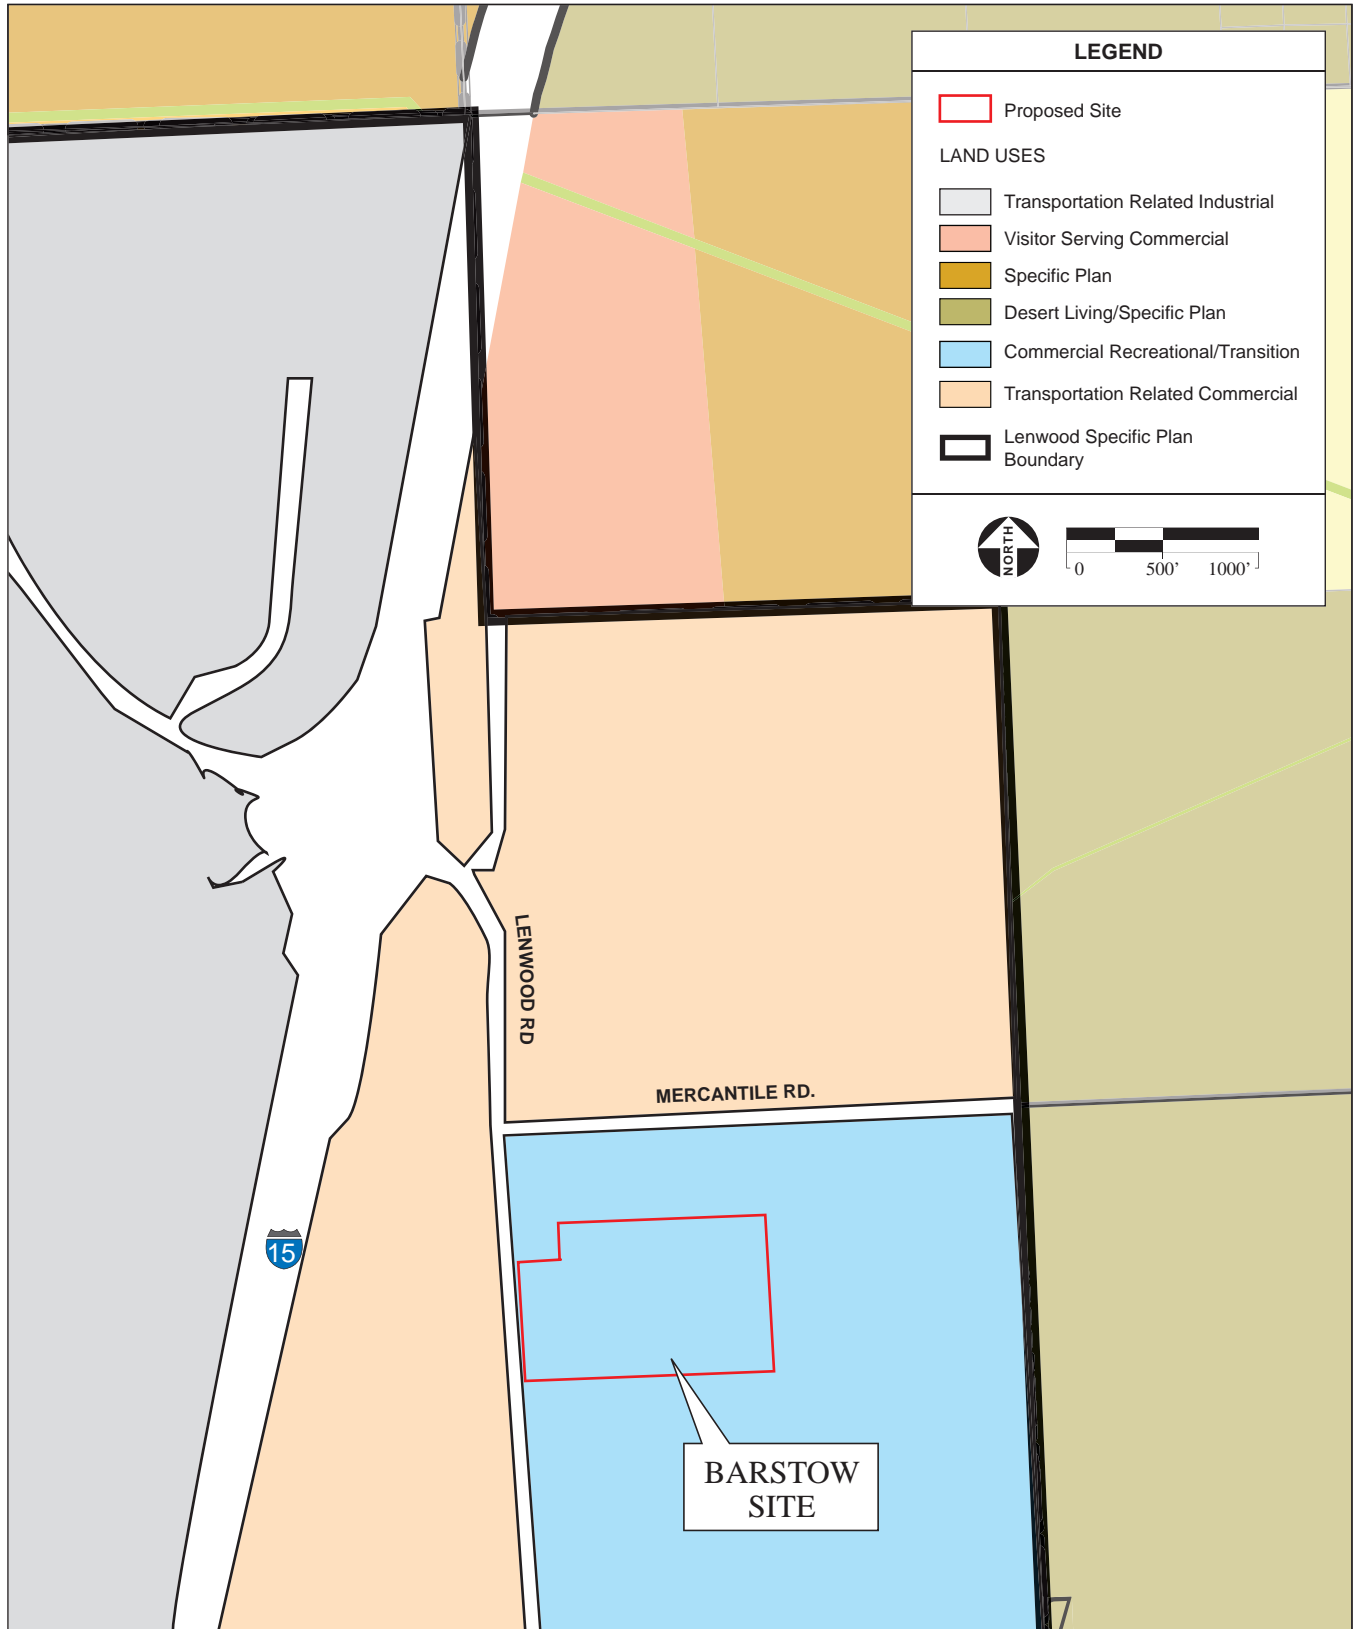 LEGEND
Proposed Site
LAND USES
Transportation Related Industrial
Visitor Serving Commercial
Specific Plan
Desert Living/Specific Plan
Commercial Recreational/Transition
Transportation Related Commercial
Lenwood Specific Plan
Boundary
NORTH
0 500' 1000'
LENWOOD RD
MERCANTILE RD.
15
BARSTOW
SITE